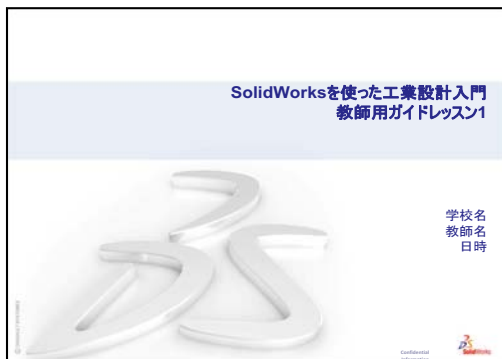 SolidWorksを使った工業設計入門
教師用ガイドレッスン1
学校名
教師名
日時
Confidential
Information
SolidWorks